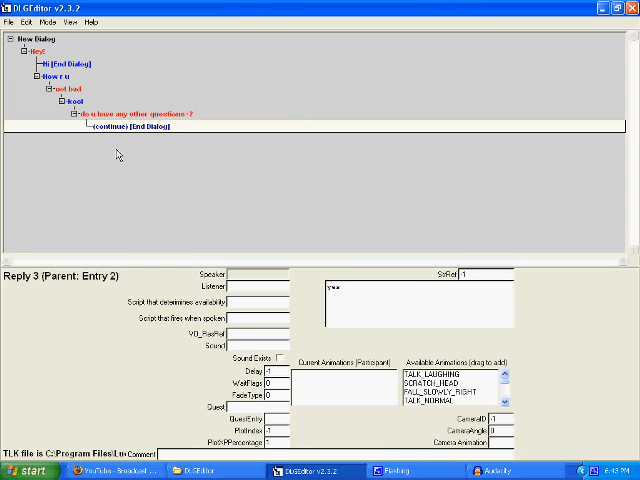 DLGEditor v2.3.2
File Edit Mode View Help
New Dialog
Hey!
Hi [End Dialog]
How r u
not bad
kool
do u have any other questions ?
(continue) [End Dialog]
Reply 3 (Parent: Entry 2)
Speaker
StrRef -1
Listener
yes
Script that determines availability
Script that fires when spoken
VO_ResRef
Sound
Sound Exists
Current Animations (Participant)
Available Animations (drag to add)
Delay -1
TALK_LAUGHING
WaitFlags 0
SCRATCH_HEAD
FadeType 0
FALL_SLOWLY_RIGHT
TALK_NORMAL
Quest
QuestEntry
CameraID -1
PlotIndex -1
CameraAngle 0
PlotXPPercentage 1
Camera Animation
TLK file is C:\Program Files\Lu
Comment
start
YouTube - Broadcast ...
DLGEditor
DLGEditor v2.3.2
Flashing
Audacity
6:43 PM